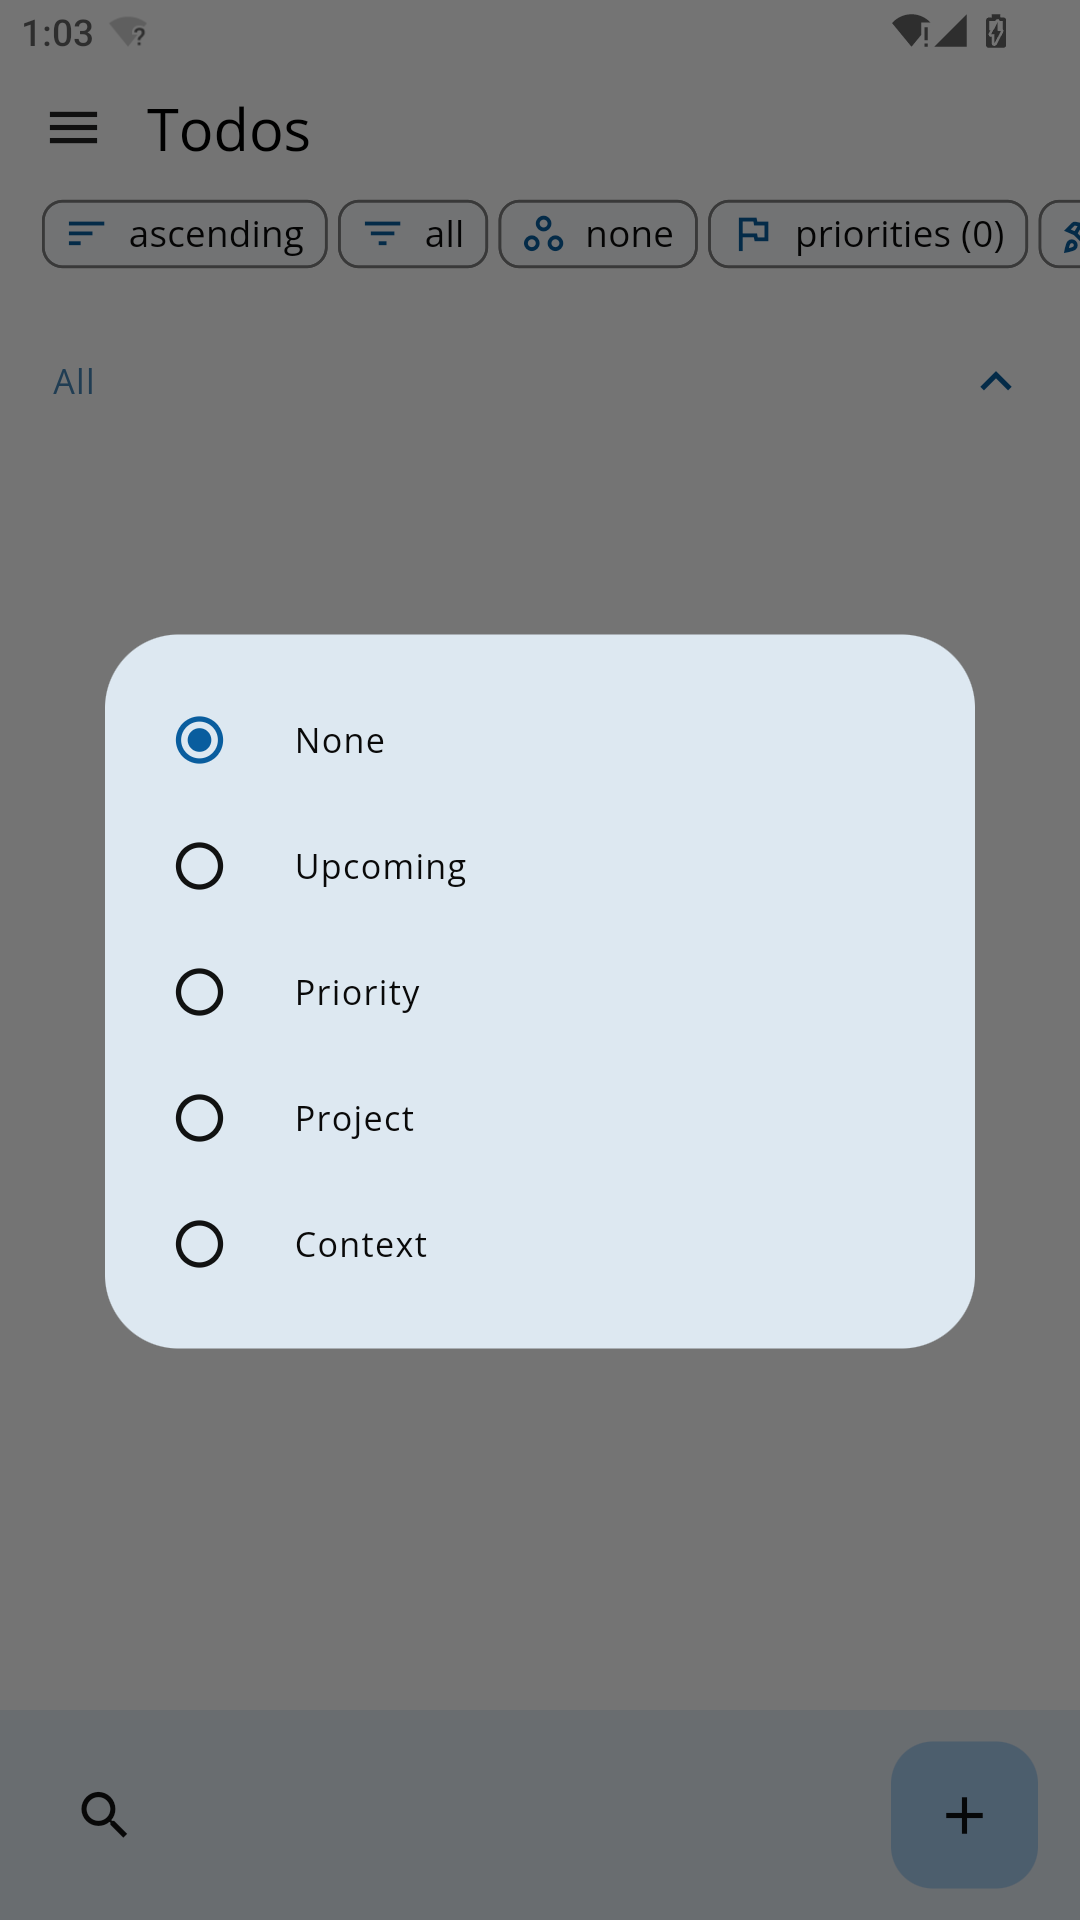 1:03
Todos
ascending
all
none
priorities (0)
All
None
Upcoming
Priority
Project
Context